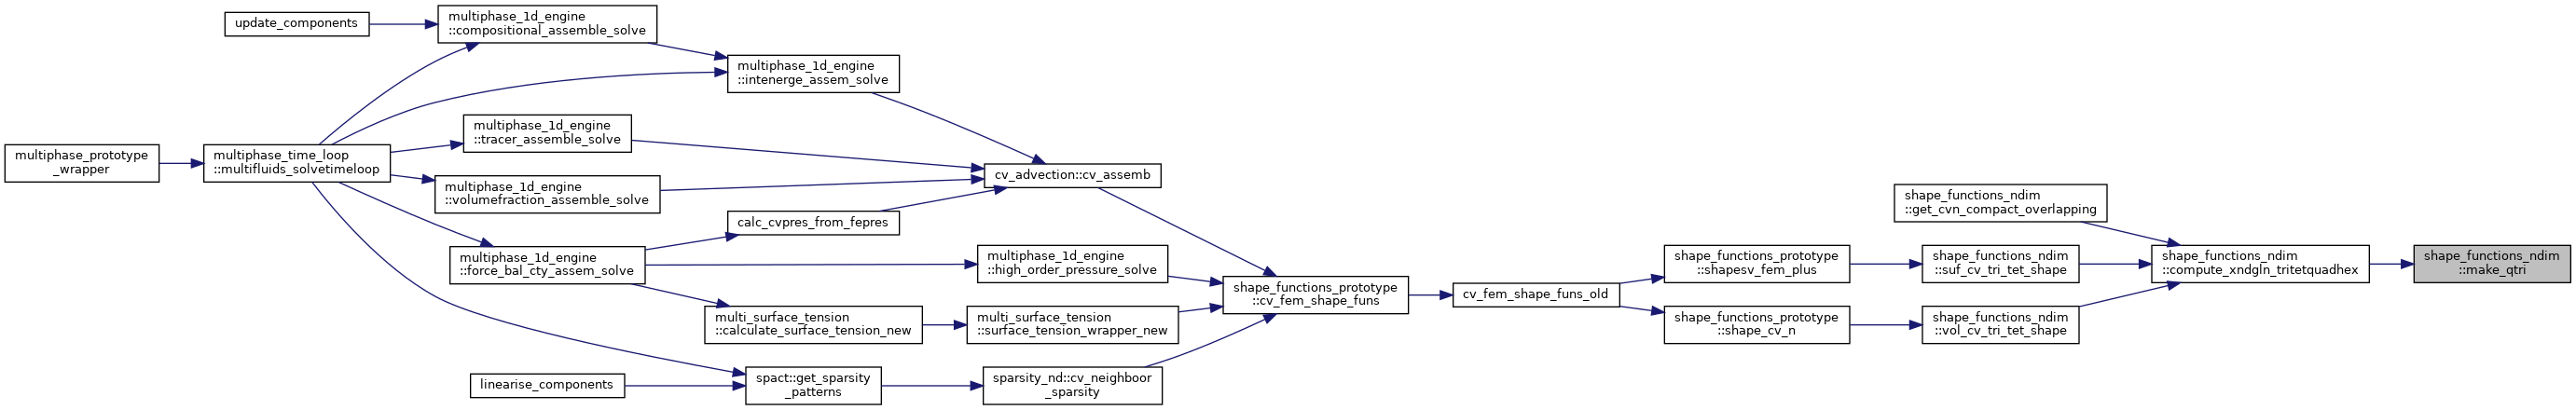 update_components
multiphase_1d_engine
::compositional_assemble_solve
multiphase_1d_engine
::intenerge_assem_solve
multiphase_1d_engine
::tracer_assemble_solve
multiphase_prototype
_wrapper
multiphase_time_loop
::multifluids_solvetimeloop
cv_advection::cv_assemb
multiphase_1d_engine
::volumefraction_assemble_solve
calc_cvpres_from_fepres
shape_functions_ndim
::get_cvn_compact_overlapping
multiphase_1d_engine
::force_bal_cty_assem_solve
multiphase_1d_engine
::high_order_pressure_solve
shape_functions_prototype
::shapesv_fem_plus
shape_functions_ndim
::suf_cv_tri_tet_shape
shape_functions_ndim
::compute_xndgln_tritetquadhex
shape_functions_ndim
::make_qtri
shape_functions_prototype
::cv_fem_shape_funs
cv_fem_shape_funs_old
multi_surface_tension
::calculate_surface_tension_new
multi_surface_tension
::surface_tension_wrapper_new
shape_functions_prototype
::shape_cv_n
shape_functions_ndim
::vol_cv_tri_tet_shape
linearise_components
spact::get_sparsity
_patterns
sparsity_nd::cv_neighboor
_sparsity